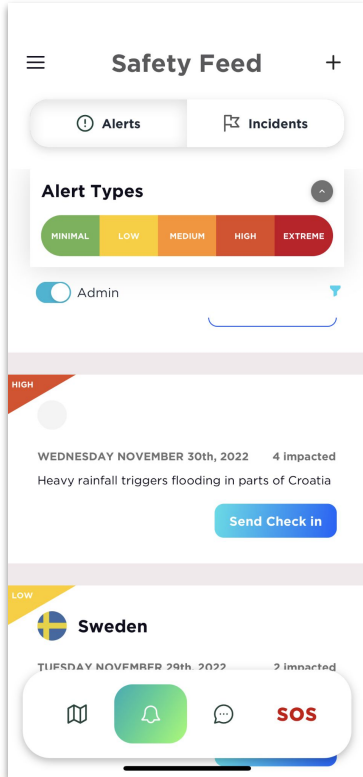 Safety Feed
Alerts
Incidents
Alert Types
MINIMAL LOW MEDIUM HIGH EXTREME
Admin
HIGH
WEDNESDAY NOVEMBER 30th, 2022 4 impacted
Heavy rainfall triggers flooding in parts of Croatia
Send Check in
LOW
Sweden
TUESDAY NOVEMBER 29th, 2022 2 impacted
SOS